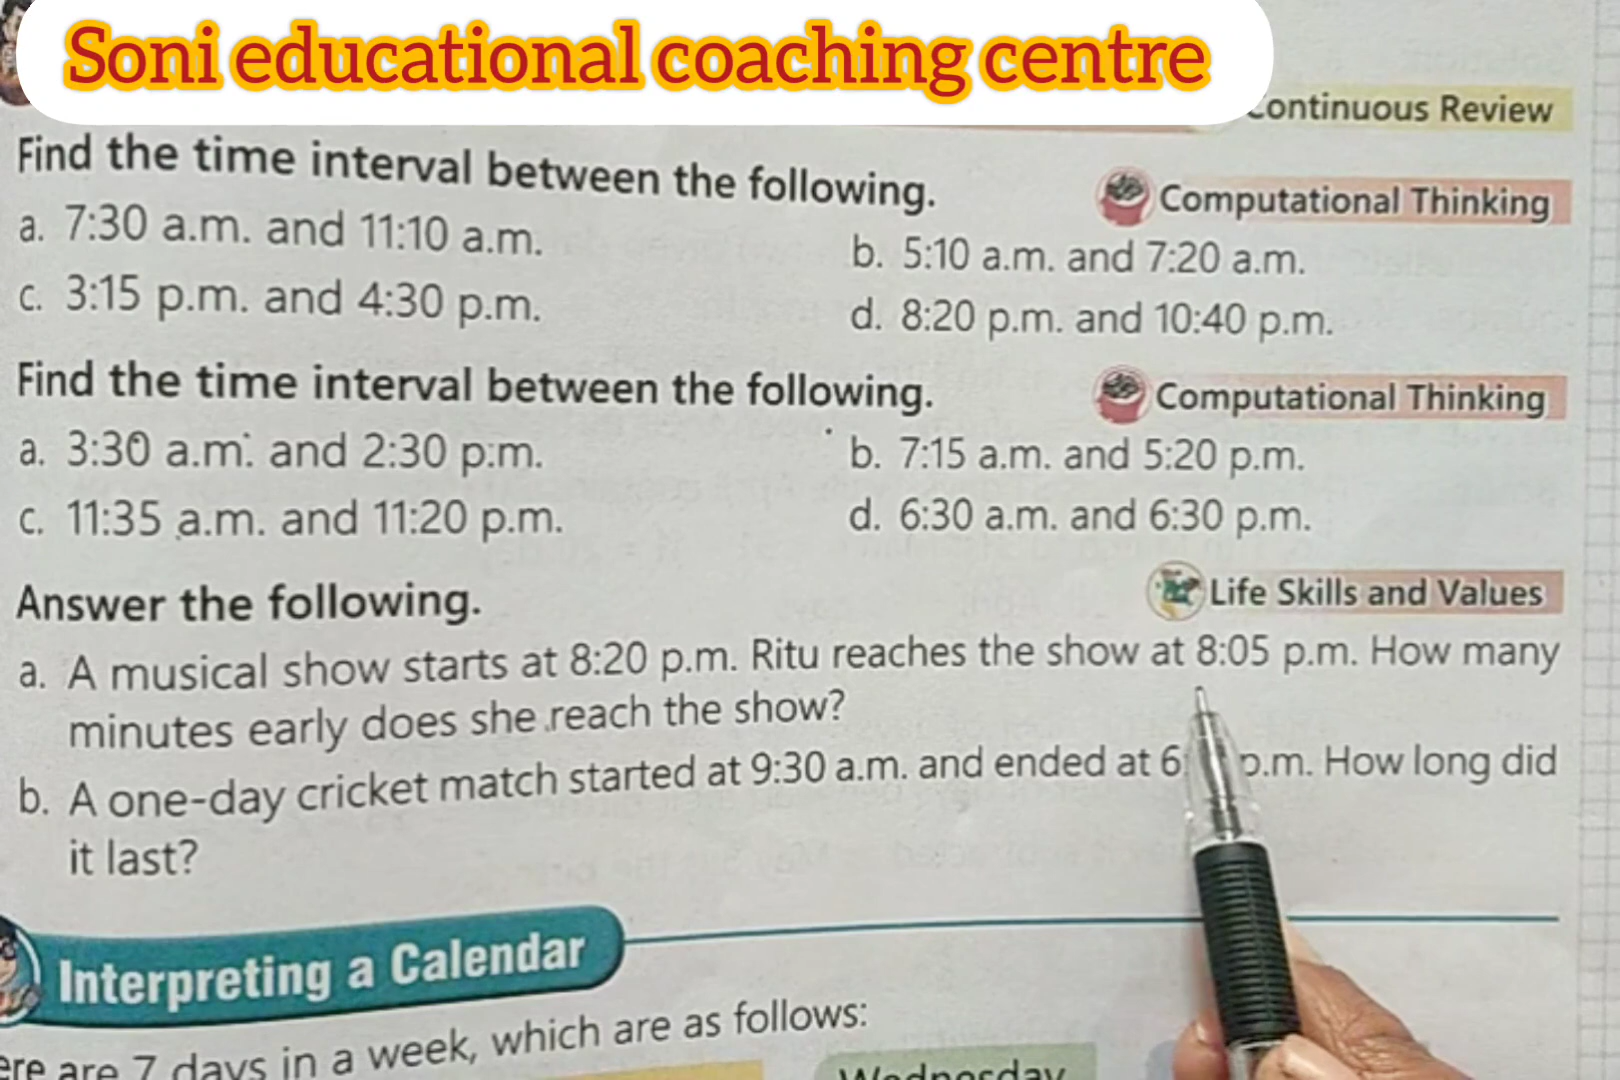 Soni educational coaching centre
Continuous Review
Find the time interval between the following.
Computational Thinking
a. 7:30 a.m. and 11:10 a.m.
b. 5:10 a.m. and 7:20 a.m.
c. 3:15 p.m. and 4:30 p.m.
d. 8:20 p.m. and 10:40 p.m.
Find the time interval between the following.
Computational Thinking
a. 3:30 a.m. and 2:30 p.m.
b. 7:15 a.m. and 5:20 p.m.
c. 11:35 a.m. and 11:20 p.m.
d. 6:30 a.m. and 6:30 p.m.
Answer the following.
Life Skills and Values
a. A musical show starts at 8:20 p.m. Ritu reaches the show at 8:05 p.m. How many
minutes early does she reach the show?
b. A one-day cricket match started at 9:30 a.m. and ended at 6 p.m. How long did
it last?
Interpreting a Calendar
are 7 days in a week, which are as follows:
Wednesday